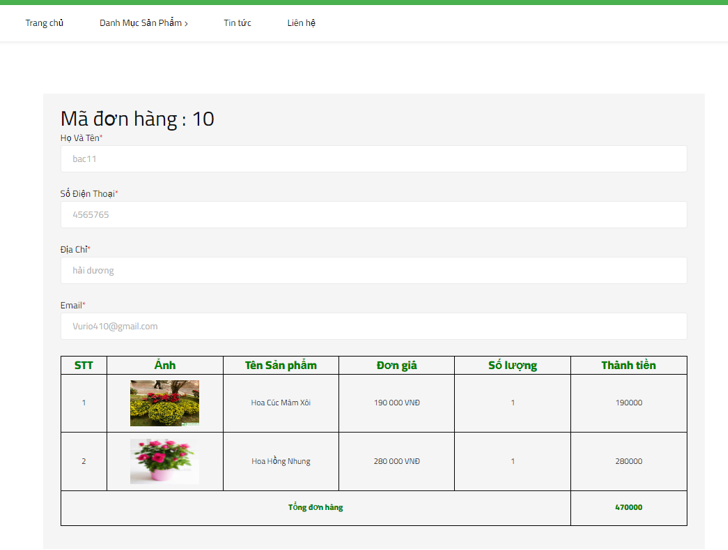 Trang chủ Danh Mục Sản Phẩm > Tin tức Liên hệ
Mã đơn hàng : 10
Họ Và Tên*
bac11
Số Điện Thoại*
4565765
Địa Chỉ*
hải dương
Email*
Vurio410@gmail.com
STT Ảnh Tên Sản phẩm Đơn giá Số lượng Thành tiền
1 Hoa Cúc Mâm Xôi 190 000 VNĐ 1 190000
2 Hoa Hồng Nhung 280 000 VNĐ 1 280000
Tổng đơn hàng 470000